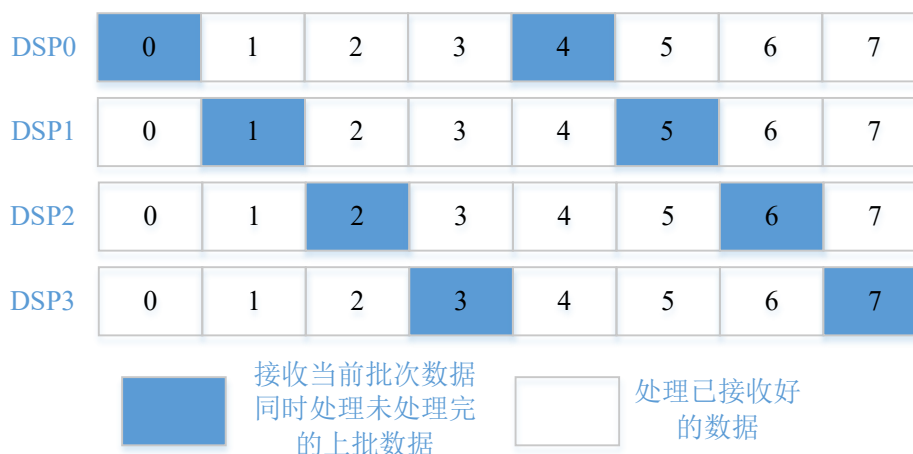 DSP0 0 1 2 3 4 5 6 7
DSP1 0 1 2 3 4 5 6 7
DSP2 0 1 2 3 4 5 6 7
DSP3 0 1 2 3 4 5 6 7
接收当前批次数据
同时处理未处理完
的上批数据
处理已接收好
的数据